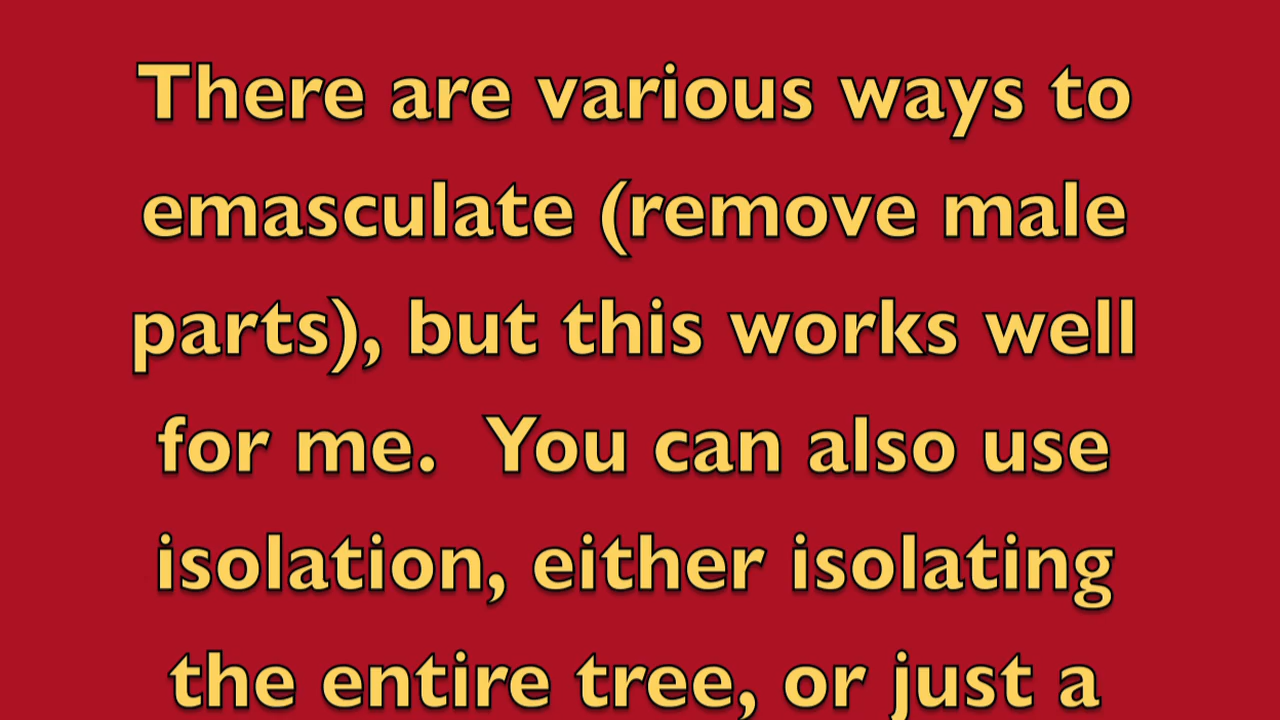 There are various ways to
emasculate (remove male
parts), but this works well
for me.  You can also use
isolation, either isolating
the entire tree, or just a